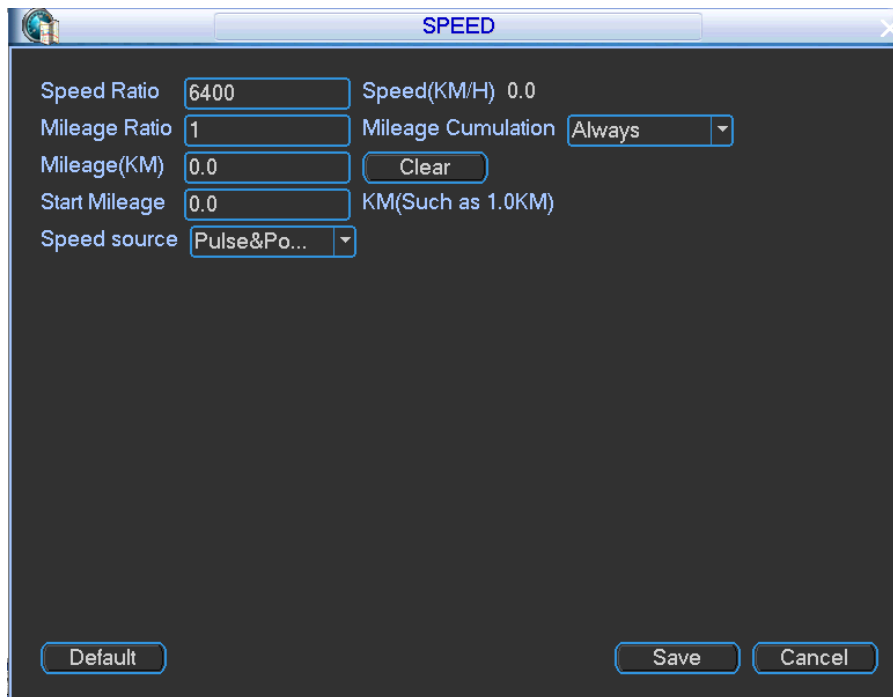 SPEED
Speed Ratio 6400 Speed(KM/H) 0.0
Mileage Ratio 1 Mileage Cumulation Always
Mileage(KM) 0.0 Clear
Start Mileage 0.0 KM(Such as 1.0KM)
Speed source Pulse&Po...
Default Save Cancel